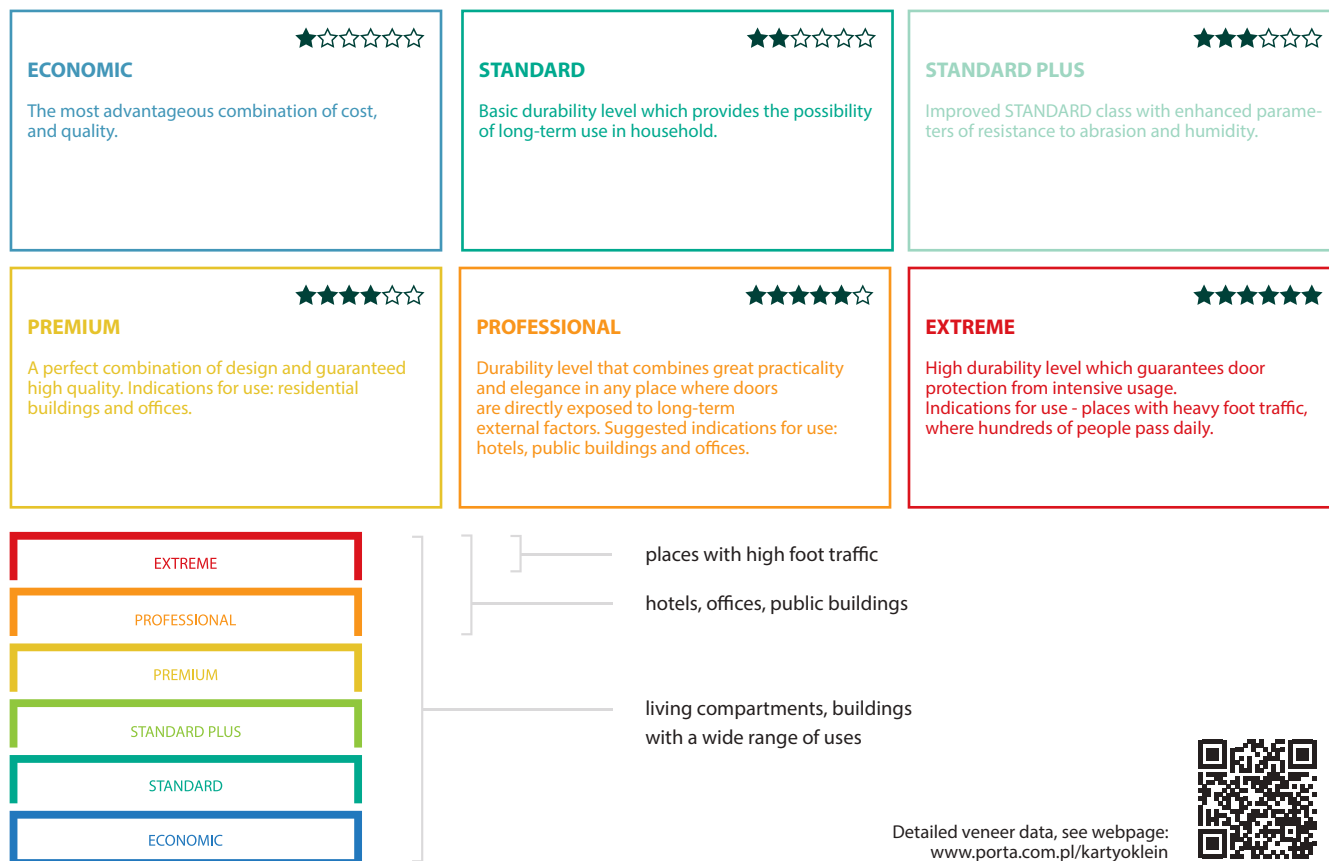 ECONOMIC
The most advantageous combination of cost,
and quality.
STANDARD
Basic durability level which provides the possibility
of long-term use in household.
STANDARD PLUS
Improved STANDARD class with enhanced parame-
ters of resistance to abrasion and humidity.
PREMIUM
A perfect combination of design and guaranteed
high quality. Indications for use: residential
buildings and offices.
PROFESSIONAL
Durability level that combines great practicality
and elegance in any place where doors
are directly exposed to long-term
external factors. Suggested indications for use:
hotels, public buildings and offices.
EXTREME
High durability level which guarantees door
protection from intensive usage.
Indications for use - places with heavy foot traffic,
where hundreds of people pass daily.
EXTREME
PROFESSIONAL
PREMIUM
STANDARD PLUS
STANDARD
ECONOMIC
places with high foot traffic
hotels, offices, public buildings
living compartments, buildings
with a wide range of uses
Detailed veneer data, see webpage:
www.porta.com.pl/kartyoklein